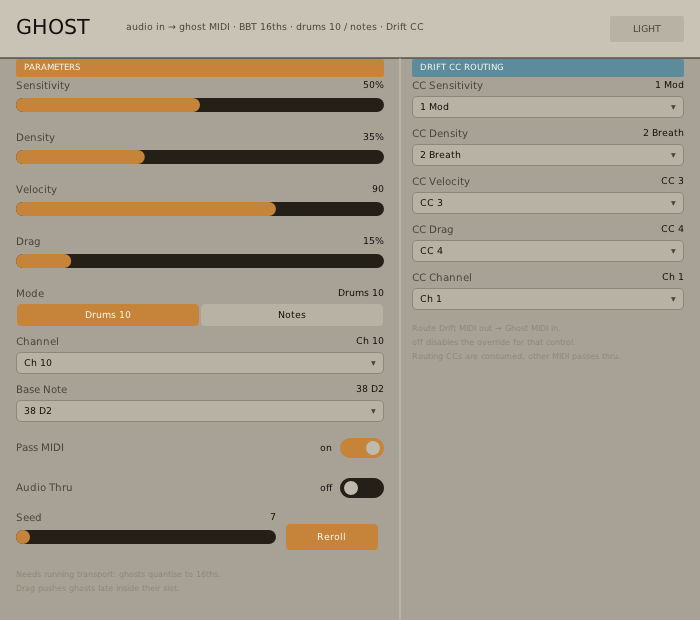 GHOST
audio in → ghost MIDI · BBT 16ths · drums 10 / notes · Drift CC
LIGHT
PARAMETERS
Sensitivity 50%
Density 35%
Velocity 90
Drag 15%
Mode Drums 10
Drums 10 Notes
Channel Ch 10
Ch 10
Base Note 38 D2
38 D2
Pass MIDI on
Audio Thru off
Seed 7
Reroll
Needs running transport: ghosts quantise to 16ths.
Drag pushes ghosts late inside their slot.
DRIFT CC ROUTING
CC Sensitivity 1 Mod
1 Mod
CC Density 2 Breath
2 Breath
CC Velocity CC 3
CC 3
CC Drag CC 4
CC 4
CC Channel Ch 1
Ch 1
Route Drift MIDI out → Ghost MIDI in.
off disables the override for that control.
Routing CCs are consumed, other MIDI passes thru.